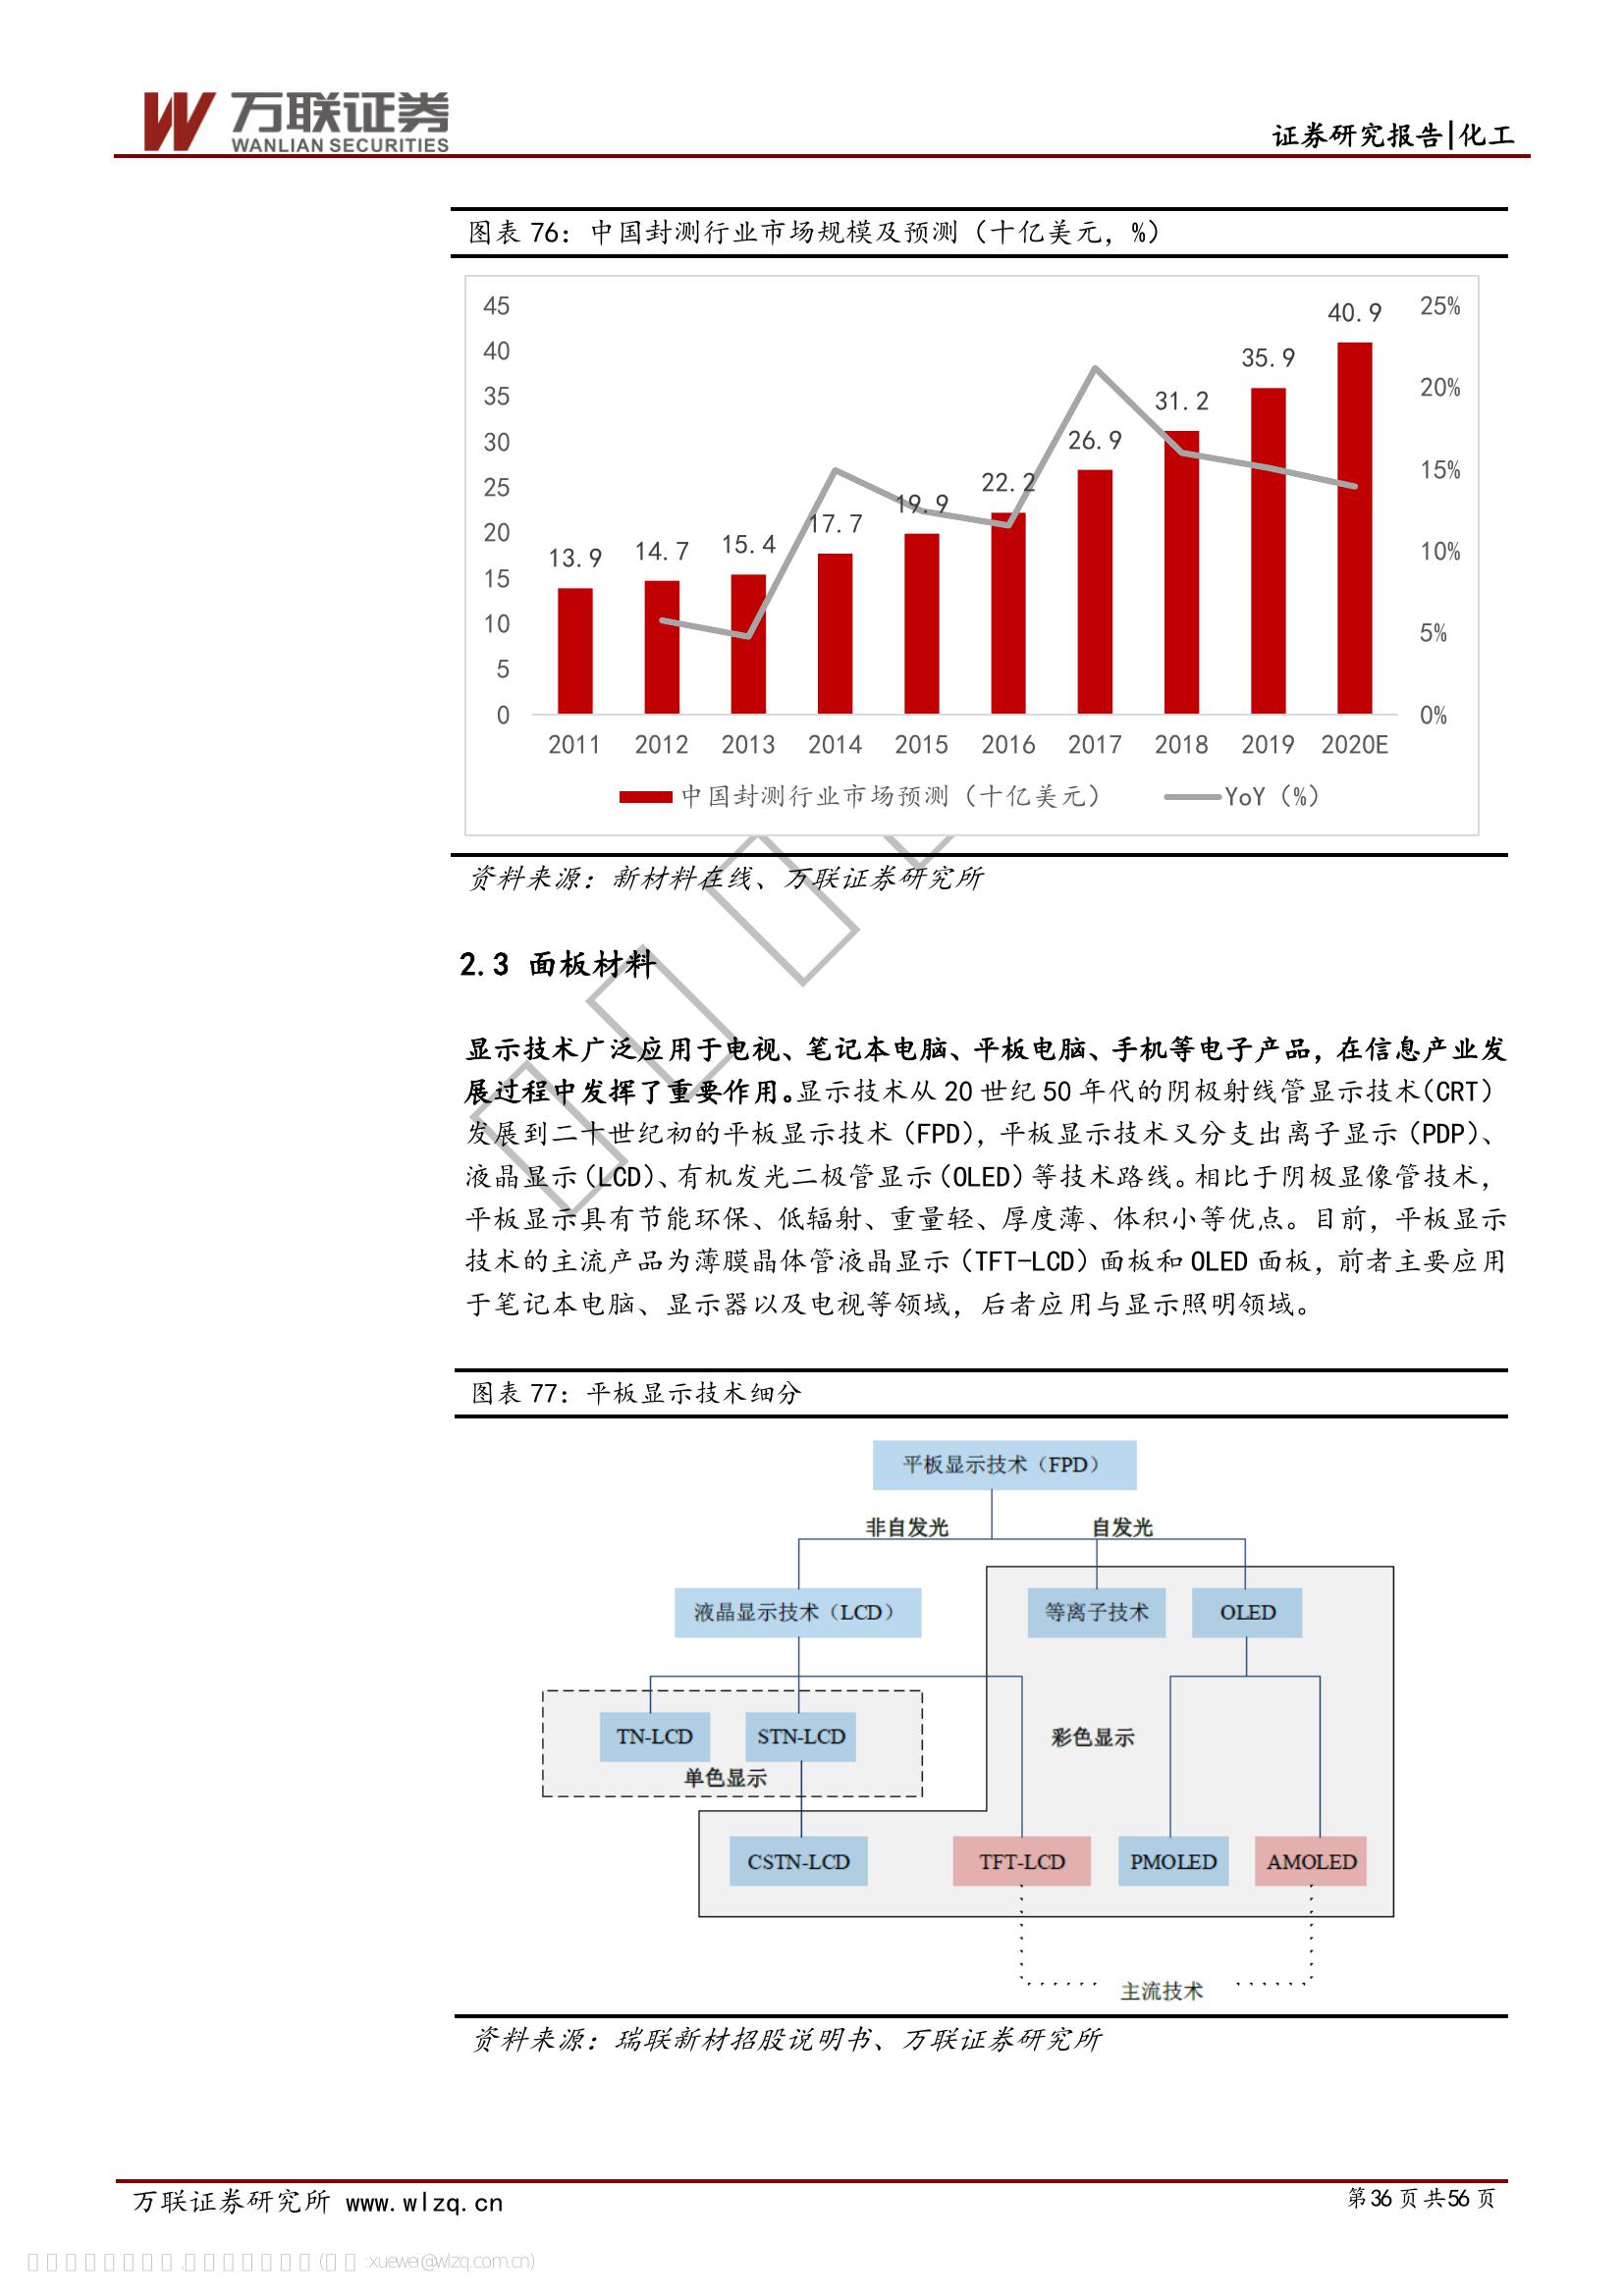 万联证券
WANLIAN SECURITIES
证券研究报告|化工
图表 76：中国封测行业市场规模及预测（十亿美元，%）
45
40
35
30
25
20
15
10
5
0
25%
20%
15%
10%
5%
0%
13.9
14.7
15.4
17.7
19.9
22.2
26.9
31.2
35.9
40.9
2011 2012 2013 2014 2015 2016 2017 2018 2019 2020E
中国封测行业市场预测（十亿美元） YoY（%）
资料来源：新材料在线、万联证券研究所
2.3 面板材料
显示技术广泛应用于电视、笔记本电脑、平板电脑、手机等电子产品，在信息产业发
展过程中发挥了重要作用。显示技术从 20 世纪 50 年代的阴极射线管显示技术（CRT）
发展到二十世纪初的平板显示技术（FPD），平板显示技术又分支出离子显示（PDP）、
液晶显示（LCD）、有机发光二极管显示（OLED）等技术路线。相比于阴极显像管技术，
平板显示具有节能环保、低辐射、重量轻、厚度薄、体积小等优点。目前，平板显示
技术的主流产品为薄膜晶体管液晶显示（TFT-LCD）面板和 OLED 面板，前者主要应用
于笔记本电脑、显示器以及电视等领域，后者应用与显示照明领域。
图表 77：平板显示技术细分
平板显示技术（FPD）
非自发光 自发光
液晶显示技术（LCD） 等离子技术 OLED
TN-LCD STN-LCD 彩色显示
单色显示
CSTN-LCD TFT-LCD PMOLED AMOLED
主流技术
资料来源：瑞联新材招股说明书、万联证券研究所
万联证券研究所 www.wlzq.cn
第36 页 共56 页
:xuewei@wlzq.com.cn)